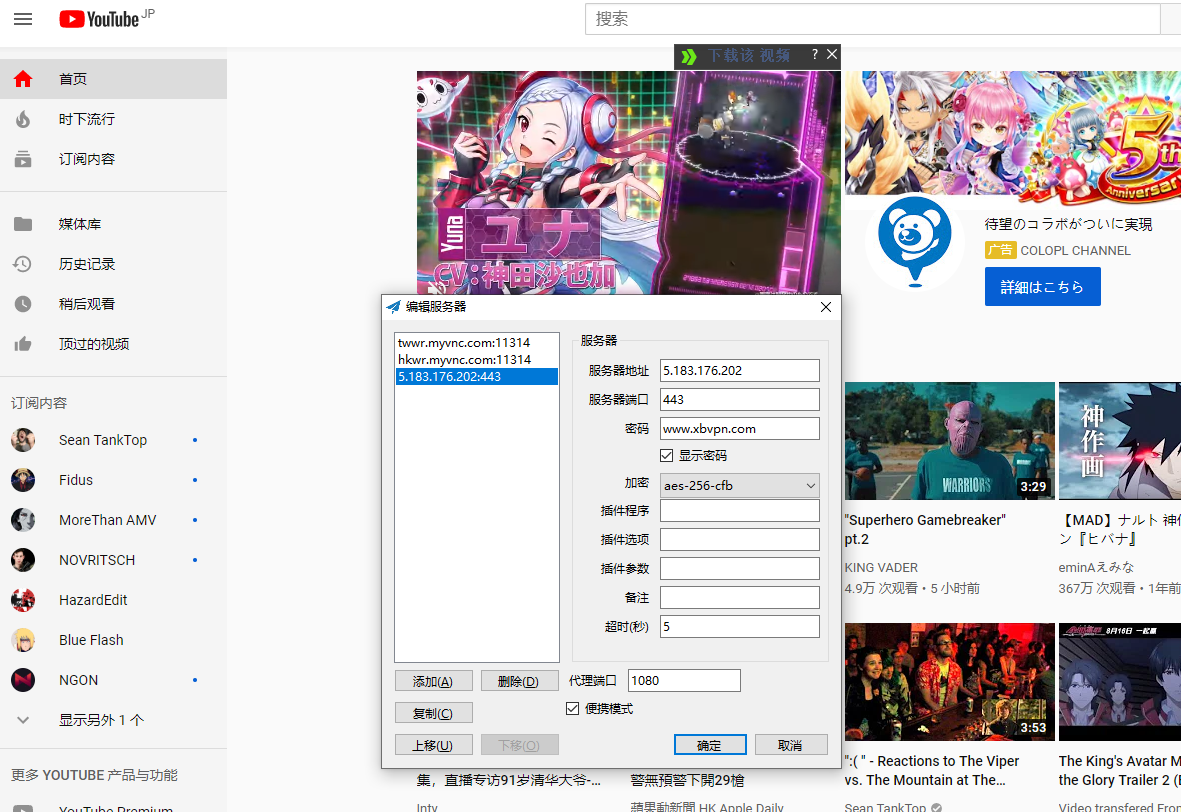 YouTube JP
搜索
首页
时下流行
订阅内容
媒体库
历史记录
稍后观看
顶过的视频
订阅内容
Sean TankTop
Fidus
MoreThan AMV
NOVRITSCH
HazardEdit
Blue Flash
NGON
显示另外 1 个
更多 YOUTUBE 产品与功能
YouTube Premium
下载该 视频 ? ×
Yuna
ユナ
CV:神田沙也加
5th
Anniversary
待望のコラボがついに実現
广告 COLOPL CHANNEL
詳細はこちら
编辑服务器
twwr.myvnc.com:11314
hkwr.myvnc.com:11314
5.183.176.202:443
服务器
服务器地址 5.183.176.202
服务器端口 443
密码 www.xbvpn.com
显示密码
加密 aes-256-cfb
插件程序
插件选项
插件参数
备注
超时(秒) 5
添加(A) 删除(D) 代理端口 1080
复制(C) 便携模式
上移(U) 下移(O) 确定 取消
WARRIORS
3:29
神作画
"Superhero Gamebreaker"
pt.2
KING VADER
4.9万 次观看 • 5 小时前
【MAD】ナルト 神作
ン『ヒバナ』
eminAえみな
367万 次观看 • 1年前
3:53
8月16日 一起嗨
":( " - Reactions to The Viper
vs. The Mountain at The...
Sean TankTop
The King's Avatar M
the Glory Trailer 2 (
Video transfered From
集，直播专访91岁清华大爷-...
Inty
警無預警下開29槍
蘋果動新聞 HK Apple Daily